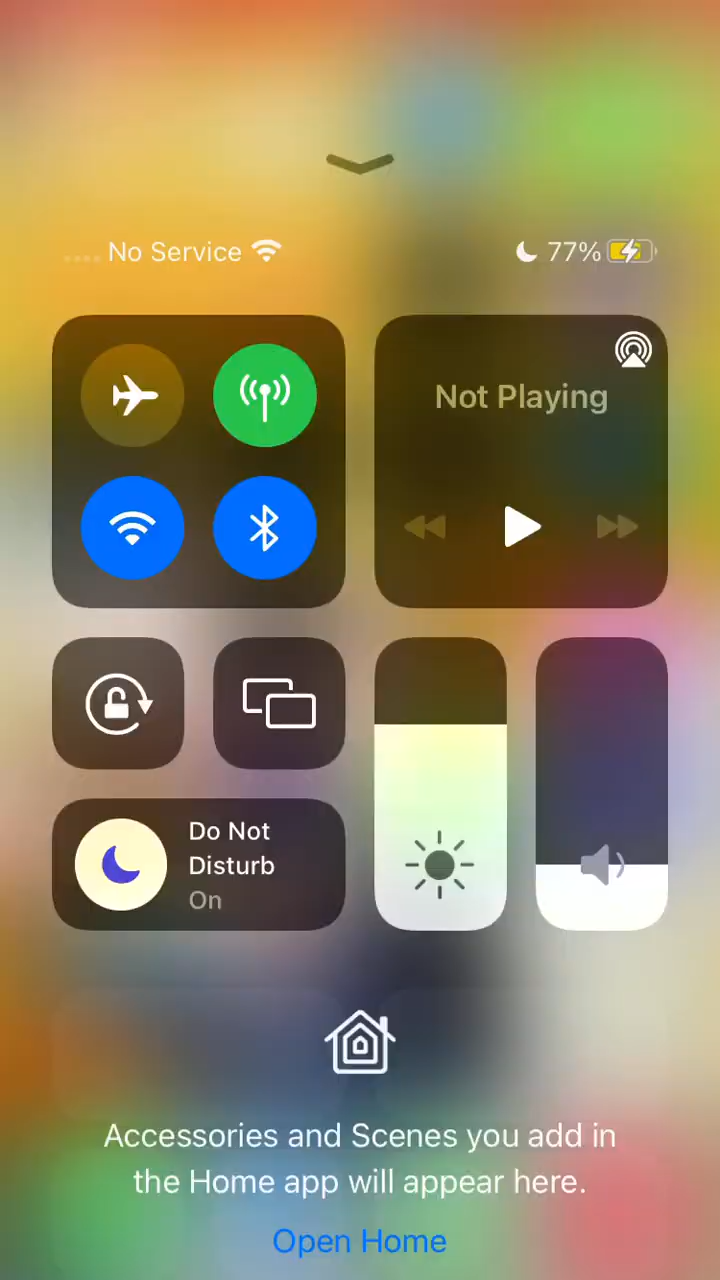 No Service
77%
Not Playing
Do Not
Disturb
On
Accessories and Scenes you add in
the Home app will appear here.
Open Home